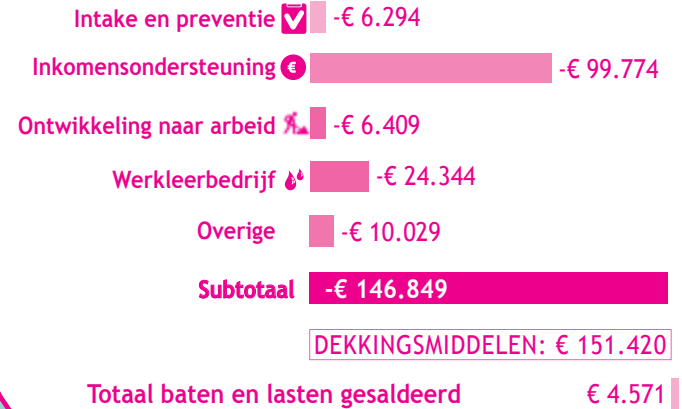 Intake en preventie -€ 6.294
Inkomensondersteuning € -€ 99.774
Ontwikkeling naar arbeid -€ 6.409
Werkleerbedrijf -€ 24.344
Overige -€ 10.029
Subtotaal -€ 146.849
DEKKINGSMIDDELEN: € 151.420
Totaal baten en lasten gesaldeerd € 4.571